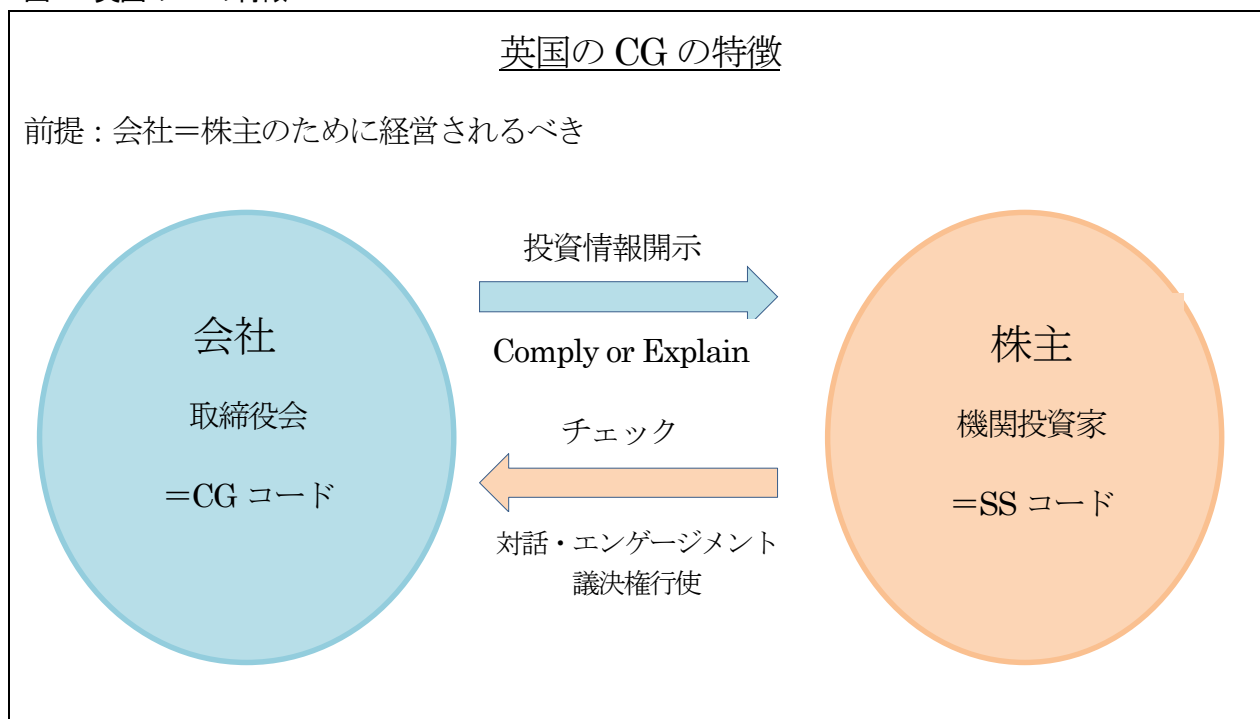 英国の CG の特徴
前提：会社＝株主のために経営されるべき
投資情報開示
会社
取締役会
＝CG コード
Comply or Explain
チェック
対話・エンゲージメント
議決権行使
株主
機関投資家
＝SS コード